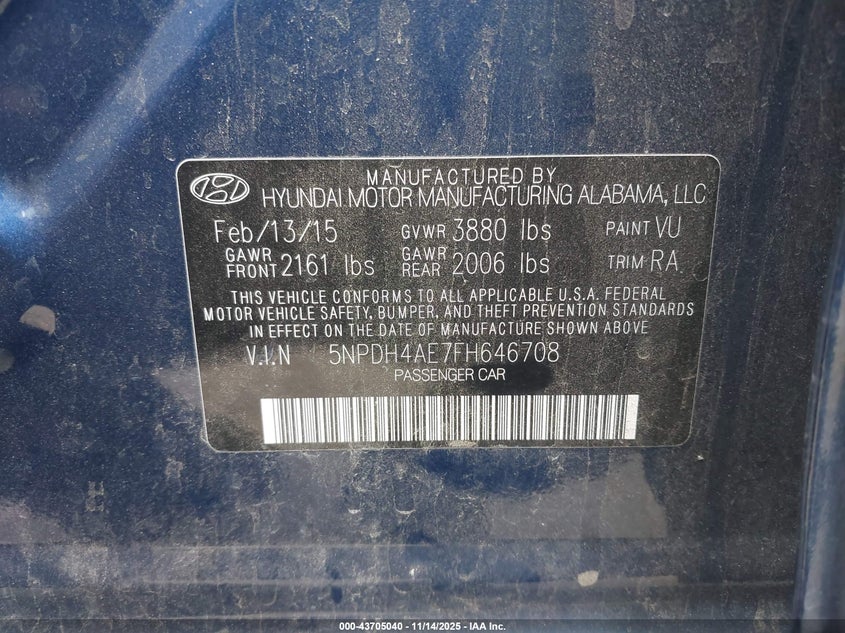 MANUFACTURED BY
HYUNDAI MOTOR MANUFACTURING ALABAMA, LLC
Feb/13/15 GVWR 3880 lbs PAINT VU
GAWR FRONT 2161 lbs GAWR REAR 2006 lbs TRIM RA
THIS VEHICLE CONFORMS TO ALL APPLICABLE U.S.A. FEDERAL
MOTOR VEHICLE SAFETY, BUMPER, AND THEFT PREVENTION STANDARDS
IN EFFECT ON THE DATE OF MANUFACTURE SHOWN ABOVE
V.I.N 5NPDH4AE7FH646708
PASSENGER CAR
000-43705040 - 11/14/2025 - IAA Inc.